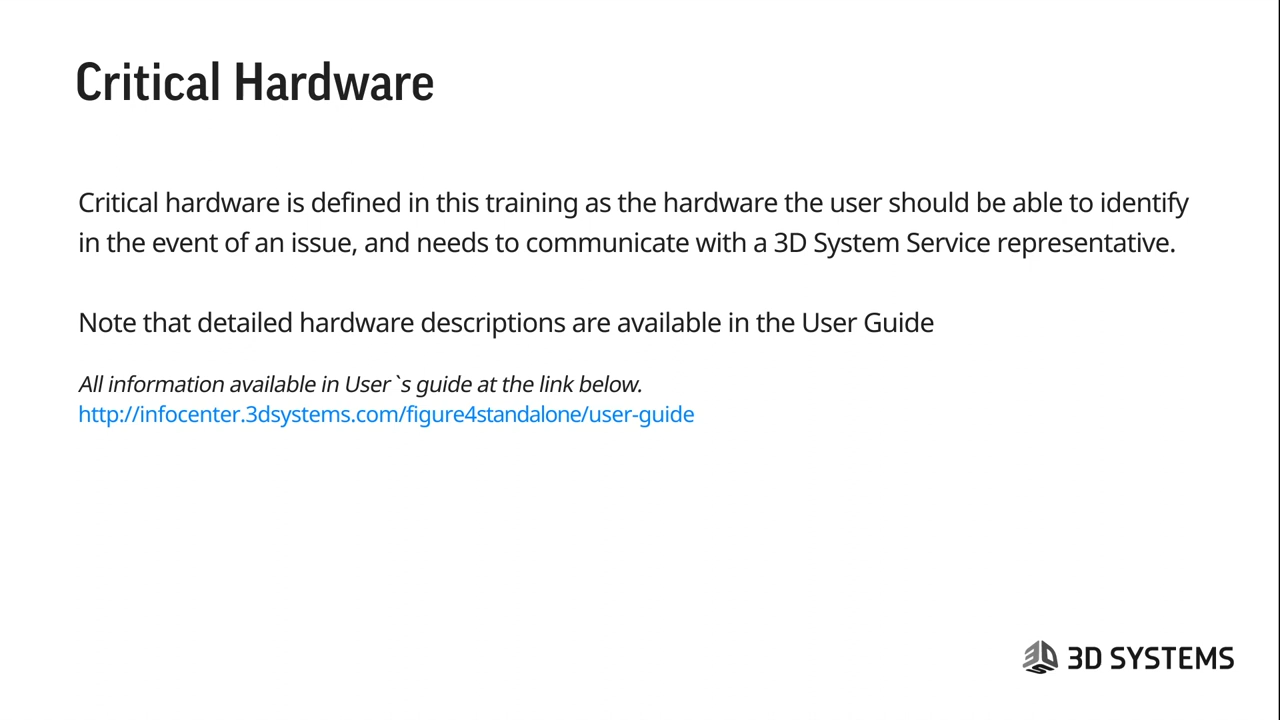 Critical Hardware
Critical hardware is defined in this training as the hardware the user should be able to identify
in the event of an issue, and needs to communicate with a 3D System Service representative.
Note that detailed hardware descriptions are available in the User Guide
All information available in User `s guide at the link below.
http://infocenter.3dsystems.com/figure4standalone/user-guide
3D SYSTEMS